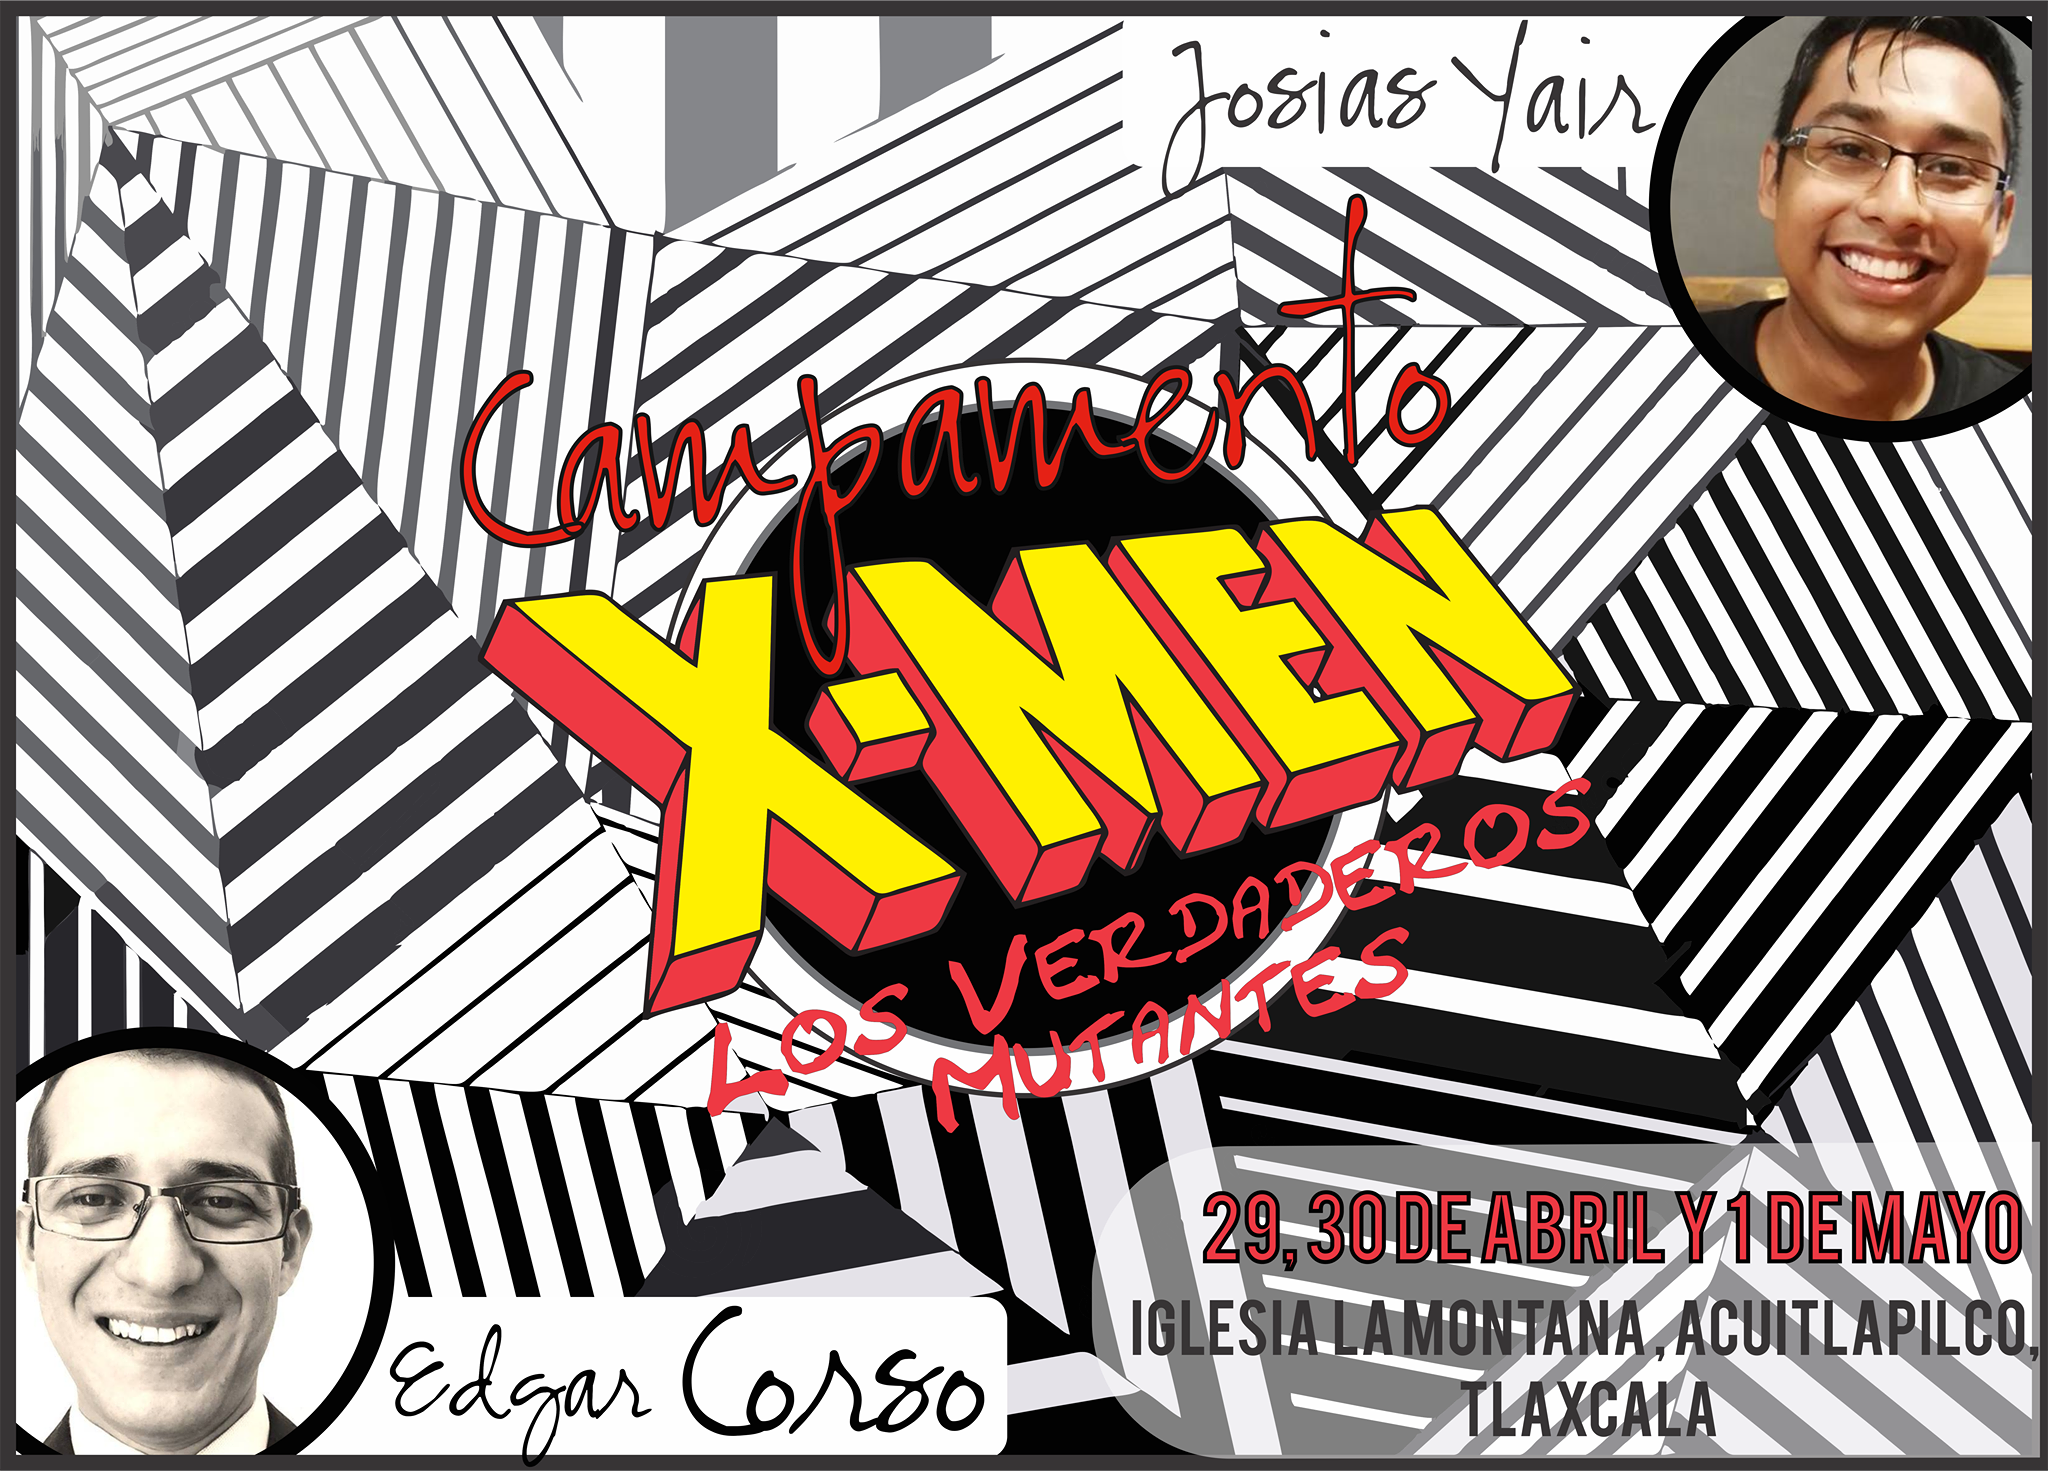 Josias Yair
Campamento
X-MEN
LOS VERDADEROS
MUTANTES
29, 30 DE ABRIL Y 1 DE MAYO
IGLESIA LA MONTANA, ACUITLAPILCO,
TLAXCALA
Edgar Corso